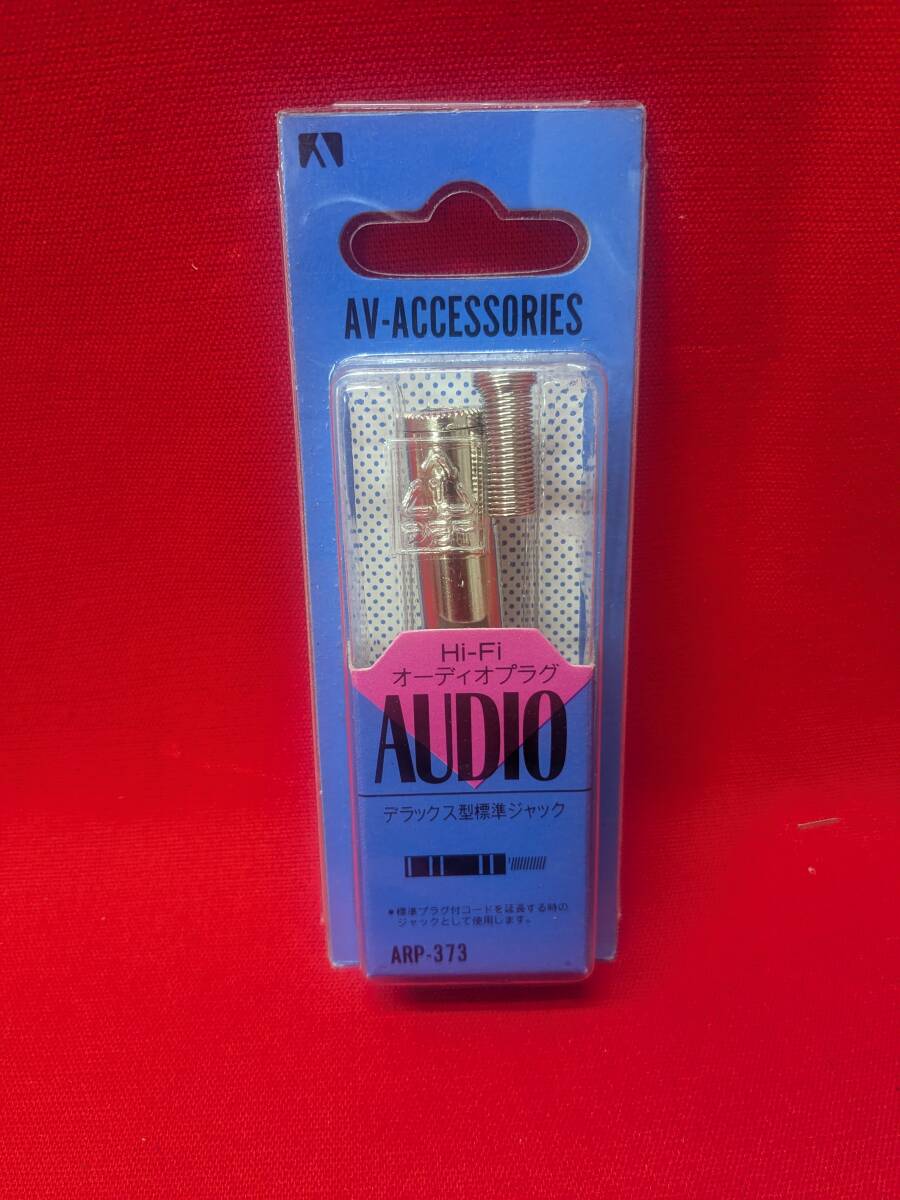 AV-ACCESSORIES
Hi-Fi
オーディオプラグ
AUDIO
デラックス型標準ジャック
●標準プラグ付コードを延長する時の
ジャックとして使用します。
ARP-373